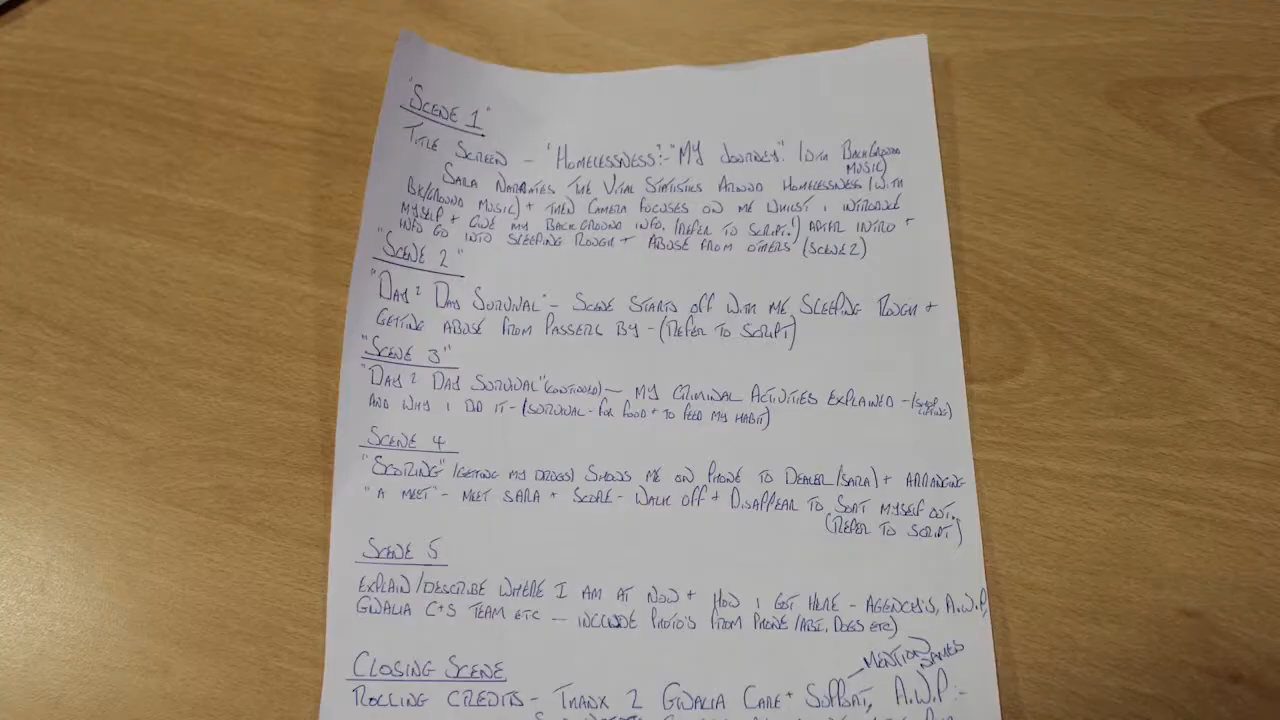 "SCENE 1"
TITLE SCREEN - "HOMELESSNESS":- "MY JOURNEY". (WITH BACKGROUND MUSIC)
SARA NARRATES THE VITAL STATISTICS AROUND HOMELESSNESS (WITH
BK/GROUND MUSIC) + THEN CAMERA FOCUSES ON ME WHILST I INTRODUCE
MYSELF + GIVE MY BACKGROUND INFO. (REFER TO SCRIPT!) AFTER INTRO +
INFO GO INTO SLEEPING ROUGH + ABUSE FROM OTHERS (SCENE 2)
"SCENE 2"
"DAY 2 DAY SURVIVAL" - SCENE STARTS OFF WITH ME SLEEPING ROUGH +
GETTING ABUSE FROM PASSERS BY - (REFER TO SCRIPT)
"SCENE 3"
"DAY 2 DAY SURVIVAL" (CONTINUED) - MY CRIMINAL ACTIVITIES EXPLAINED - (SHOP LIFTING)
AND WHY I DO IT - (SURVIVAL - FOR FOOD + TO FEED MY HABIT)
SCENE 4
"SCORING" (GETTING MY DRUGS) SHOWS ME ON PHONE TO DEALER (SARA) + ARRANGING
"A MEET" - MEET SARA + SCORE - WALK OFF + DISAPPEAR TO SORT MYSELF OUT.
(REFER TO SCRIPT)
SCENE 5
EXPLAIN/DESCRIBE WHERE I AM AT NOW + HOW I GOT HERE - AGENCY'S, A.W.P,
GWALIA C+S TEAM ETC - INCLUDE PHOTO'S FROM PHONE (ABI, DOGS ETC)
CLOSING SCENE
MENTION NAMES
ROLLING CREDITS - THANX 2 GWALIA CARE + SUPPORT, A.W.P:-